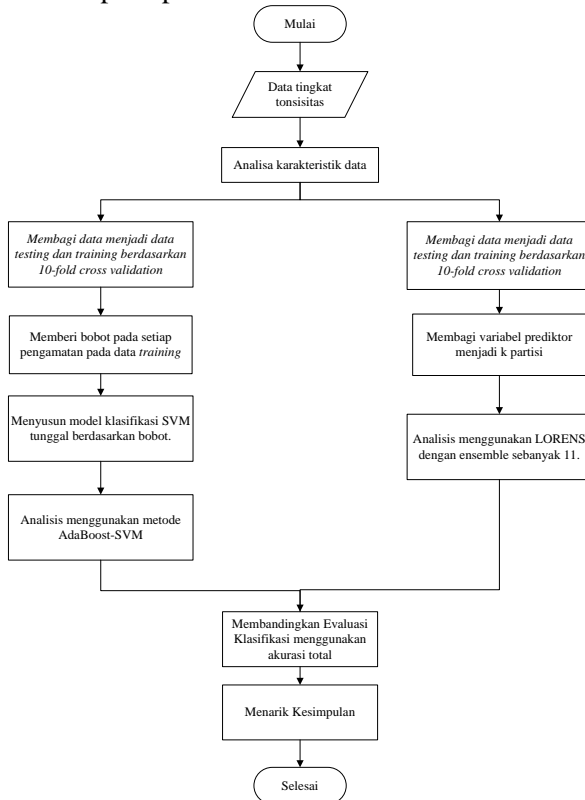 Mulai
Data tingkat
tonsisitas
Analisa karakteristik data
Membagi data menjadi data
testing dan training berdasarkan
10-fold cross validation
Memberi bobot pada setiap
pengamatan pada data training
Menyusun model klasifikasi SVM
tunggal berdasarkan bobot.
Analisis menggunakan metode
AdaBoost-SVM
Membagi data menjadi data
testing dan training berdasarkan
10-fold cross validation
Membagi variabel prediktor
menjadi k partisi
Analisis menggunakan LORENS
dengan ensemble sebanyak 11.
Membandingkan Evaluasi
Klasifikasi menggunakan
akurasi total
Menarik Kesimpulan
Selesai